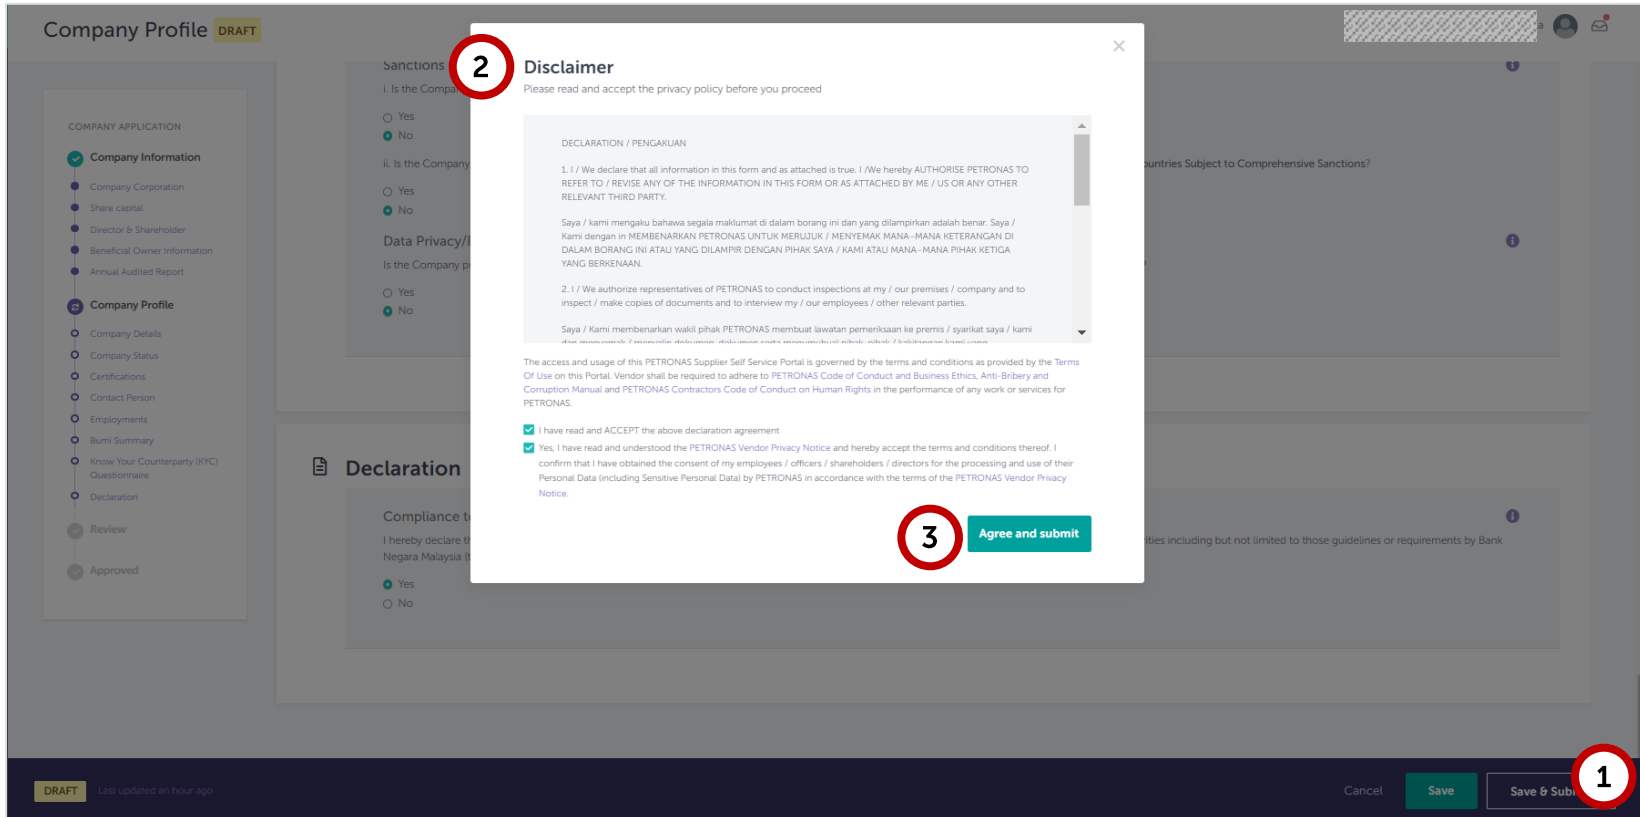 Company Profile DRAFT
a
Sanctions
i. Is the Compa
Yes
No
ii. Is the Company
ountries Subject to Comprehensive Sanctions?
Yes
No
Data Privacy/
Is the Company p
?
Yes
No
COMPANY APPLICATION
Company Information
Company Corporation
Share capital
Director & Shareholder
Beneficial Owner Information
Annual Audited Report
Company Profile
Company Details
Company Status
Certifications
Contact Person
Employments
Bumi Summary
Know Your Counterparty (KYC)
Questionnaire
Declaration
Review
Approved
2
Disclaimer
Please read and accept the privacy policy before you proceed
DECLARATION / PENGAKUAN
1. I / We declare that all information in this form and as attached is true. I /We hereby AUTHORISE PETRONAS TO
REFER TO / REVISE ANY OF THE INFORMATION IN THIS FORM OR AS ATTACHED BY ME / US OR ANY OTHER
RELEVANT THIRD PARTY.
Saya / kami mengaku bahawa segala maklumat di dalam borang ini dan yang dilampirkan adalah benar. Saya /
Kami dengan in MEMBENARKAN PETRONAS UNTUK MERUJUK / MENYEMAK MANA-MANA KETERANGAN DI
DALAM BORANG INI ATAU YANG DILAMPIR DENGAN PIHAK SAYA / KAMI ATAU MANA-MANA PIHAK KETIGA
YANG BERKENAAN.
2. I / We authorize representatives of PETRONAS to conduct inspections at my / our premises / company and to
inspect / make copies of documents and to interview my / our employees / other relevant parties.
Saya / Kami membenarkan wakil pihak PETRONAS membuat lawatan pemeriksaan ke premis / syarikat saya / kami
dan menyemak / menyalin dokumen-dokumen serta menemubual pihak-pihak / kakitangan kami yang
The access and usage of this PETRONAS Supplier Self Service Portal is governed by the terms and conditions as provided by the Terms
Of Use on this Portal. Vendor shall be required to adhere to PETRONAS Code of Conduct and Business Ethics, Anti-Bribery and
Corruption Manual and PETRONAS Contractors Code of Conduct on Human Rights in the performance of any work or services for
PETRONAS.
I have read and ACCEPT the above declaration agreement
Yes, I have read and understood the PETRONAS Vendor Privacy Notice and hereby accept the terms and conditions thereof. I
confirm that I have obtained the consent of my employees / officers / shareholders / directors for the processing and use of their
Personal Data (including Sensitive Personal Data) by PETRONAS in accordance with the terms of the PETRONAS Vendor Privacy
Notice.
3
Agree and submit
Declaration
Compliance t
I hereby declare t
ities including but not limited to those guidelines or requirements by Bank
Negara Malaysia (
Yes
No
DRAFT Last updated an hour ago
Cancel
Save
Save & Sub
1